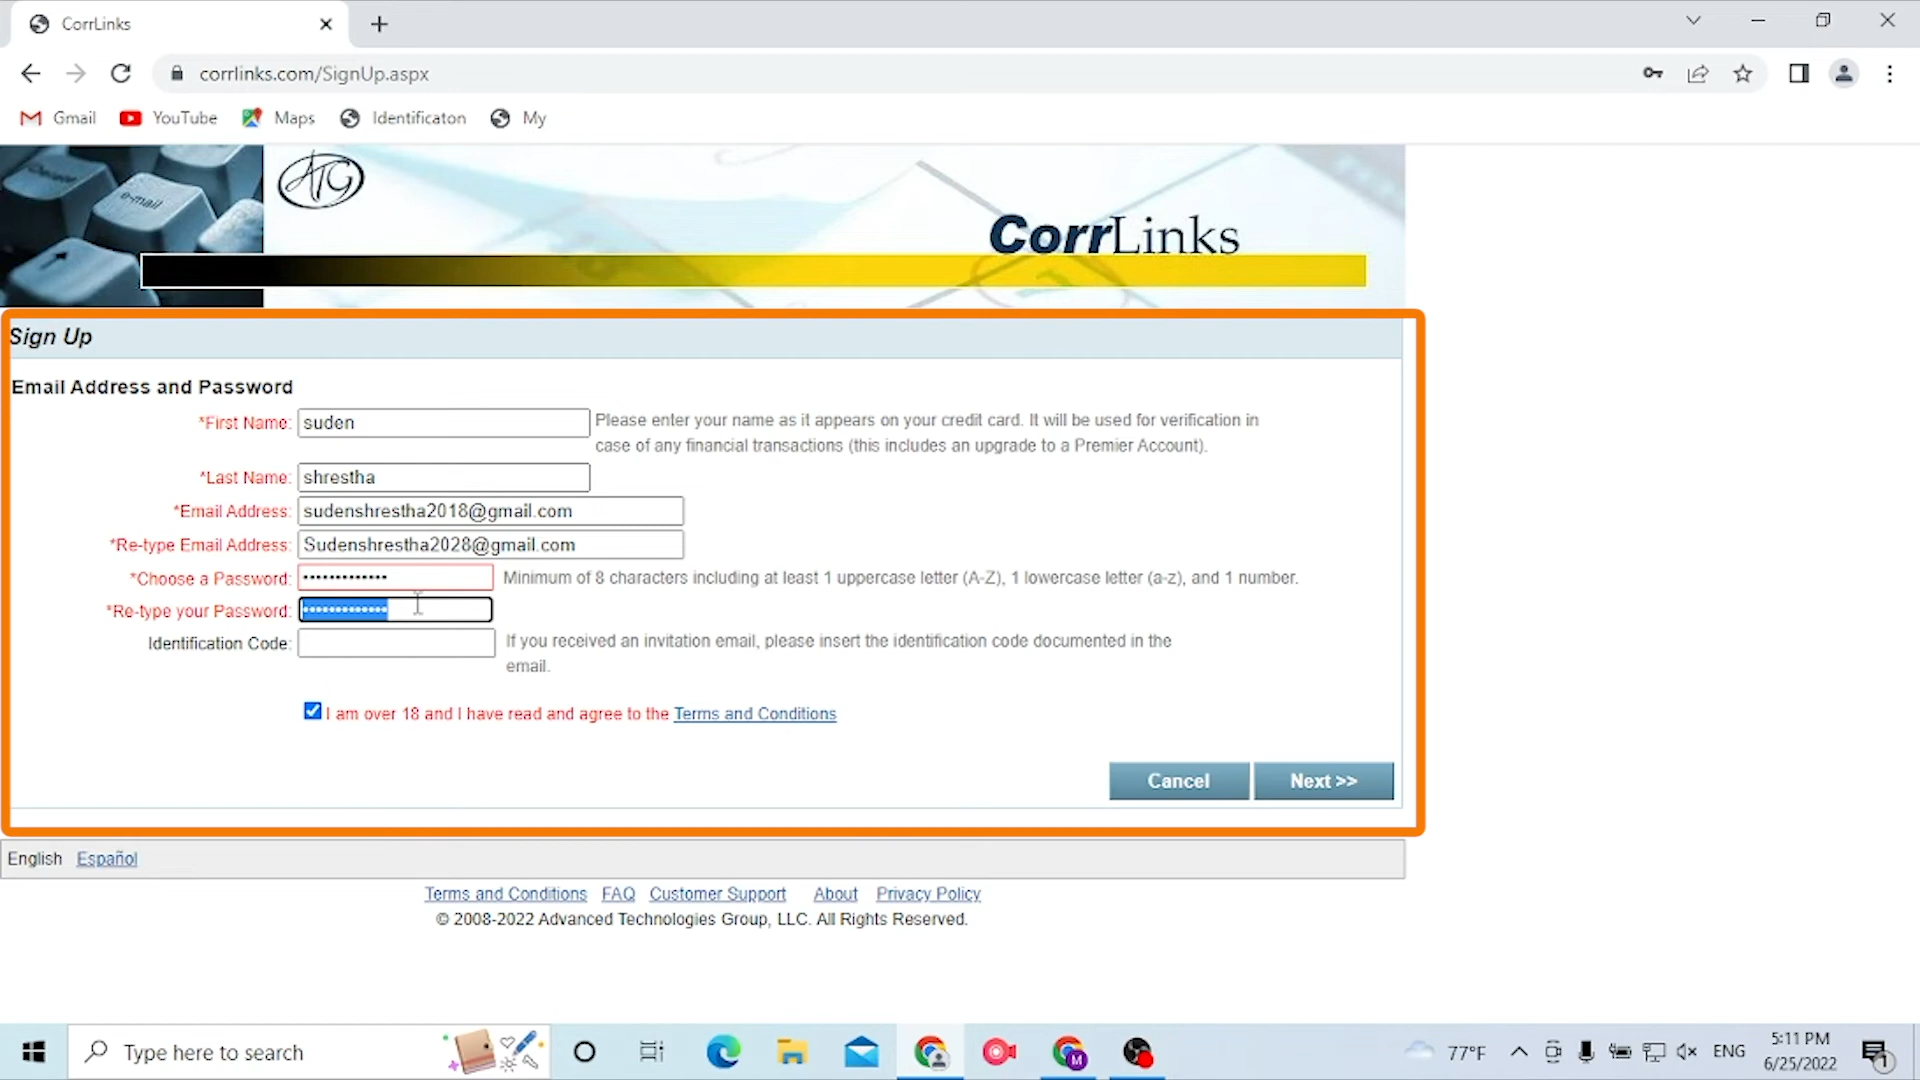 CorrLinks
corrlinks.com/SignUp.aspx
Gmail YouTube Maps Identificaton My
e-mail
ATG
CorrLinks
Sign Up
Email Address and Password
*First Name: suden Please enter your name as it appears on your credit card. It will be used for verification in
case of any financial transactions (this includes an upgrade to a Premier Account).
*Last Name: shrestha
*Email Address: sudenshrestha2018@gmail.com
*Re-type Email Address: Sudenshrestha2028@gmail.com
*Choose a Password: ••••••••••••• Minimum of 8 characters including at least 1 uppercase letter (A-Z), 1 lowercase letter (a-z), and 1 number.
*Re-type your Password: •••••••••••••
Identification Code: If you received an invitation email, please insert the identification code documented in the
email.
I am over 18 and I have read and agree to the Terms and Conditions
Cancel Next >>
English Español
Terms and Conditions FAQ Customer Support About Privacy Policy
© 2008-2022 Advanced Technologies Group, LLC. All Rights Reserved.
Type here to search M 77°F ENG 5:11 PM
6/25/2022 1